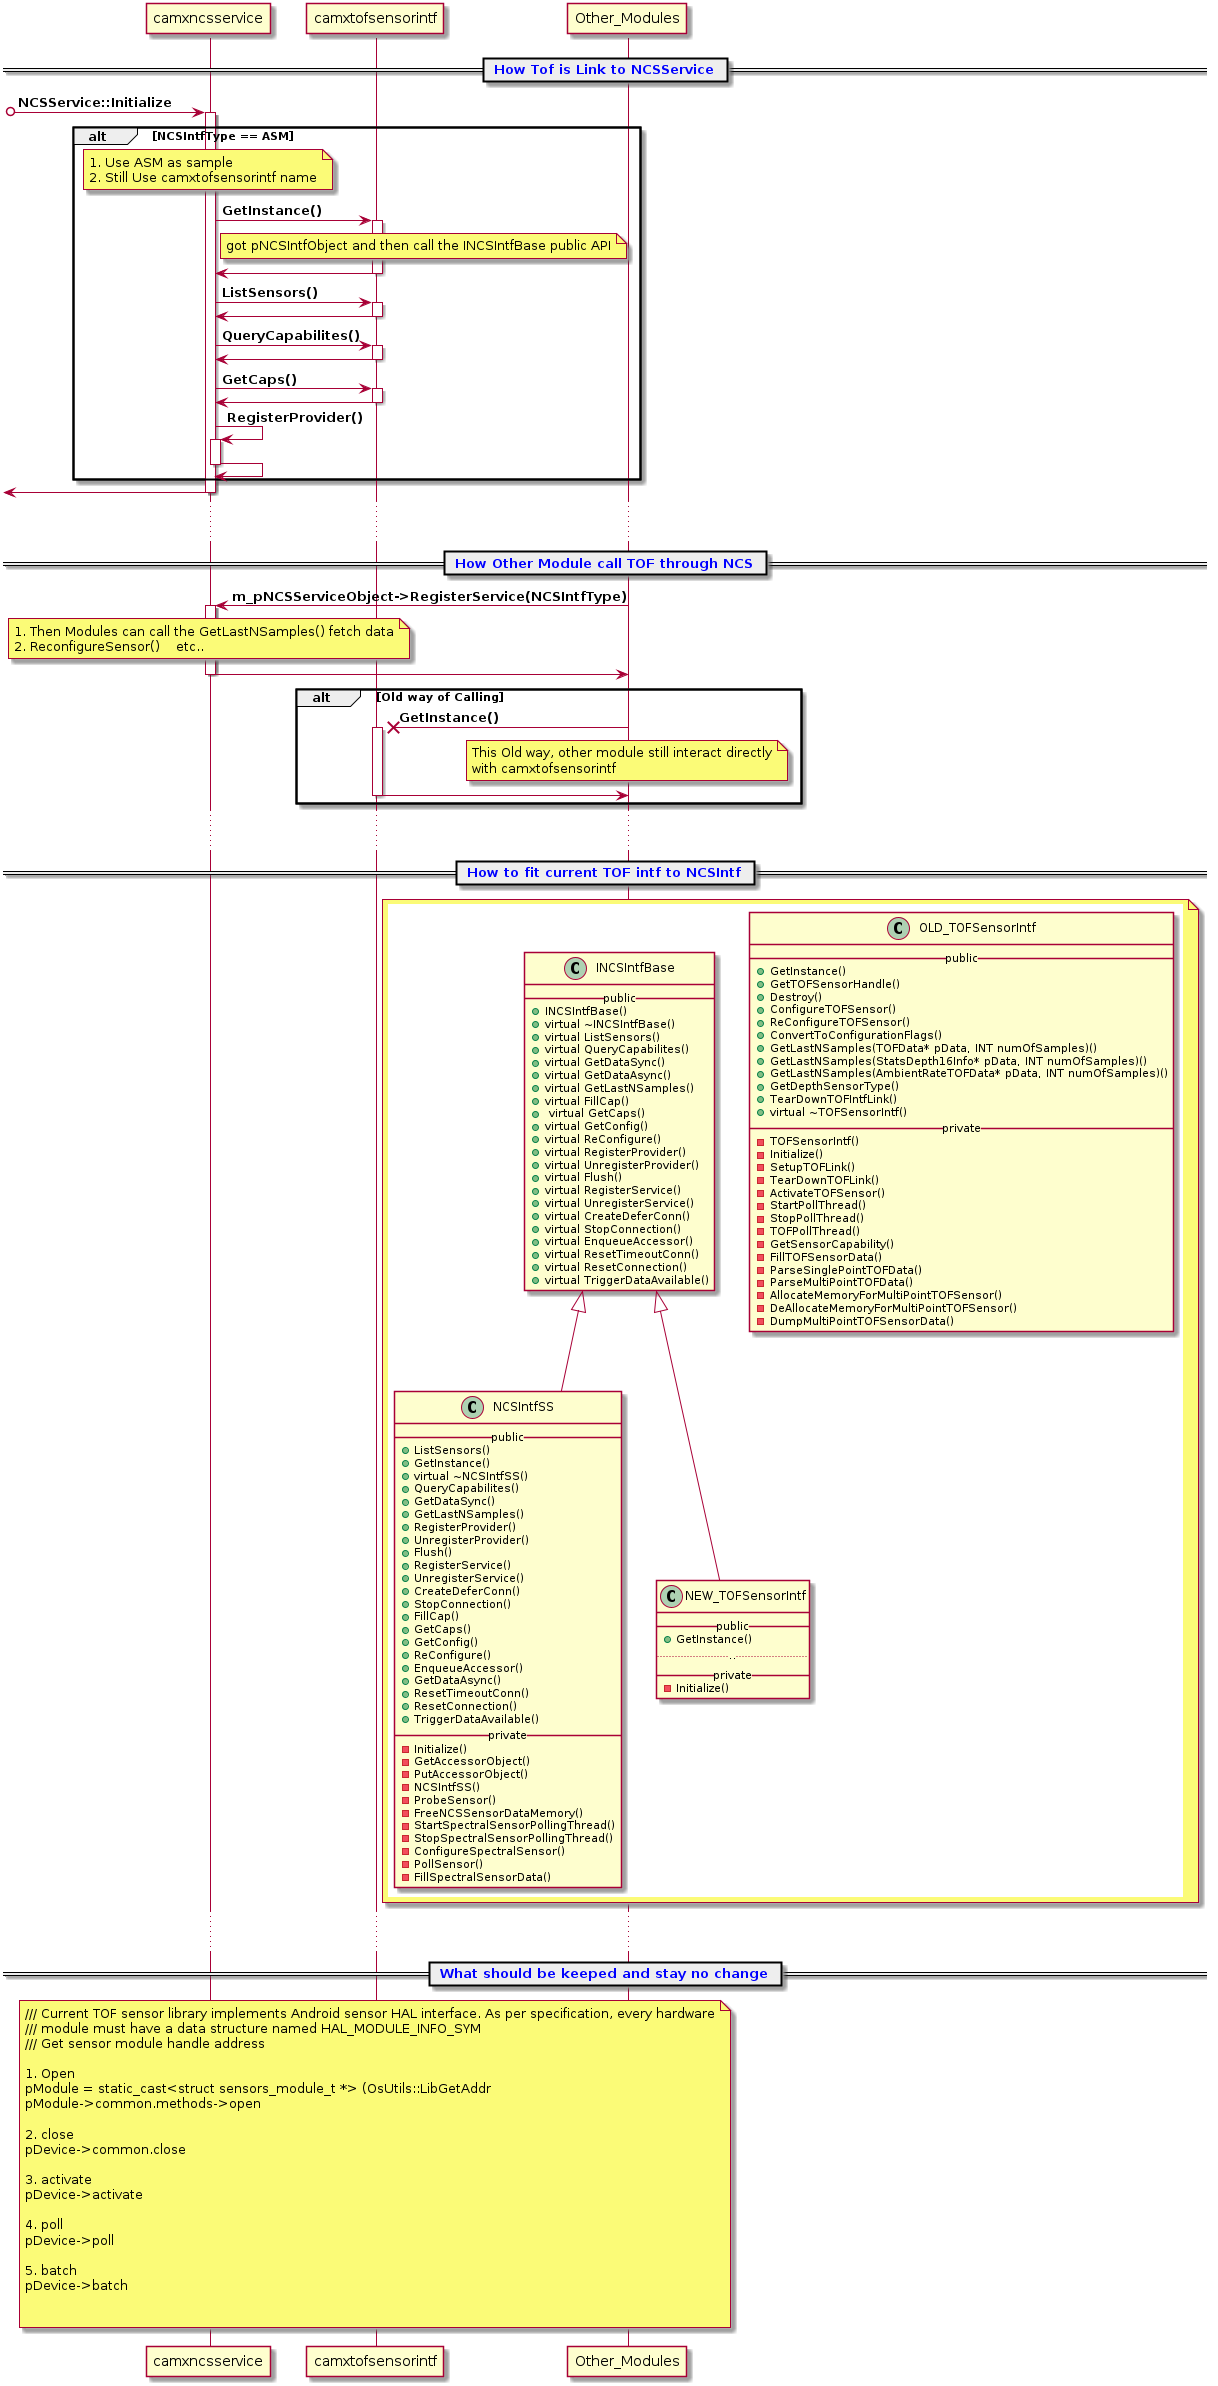 camxncsservice camxtofsensorintf Other_Modules
How Tof is Link to NCSService
NCSService::Initialize
alt [NCSIntfType == ASM]
1. Use ASM as sample
2. Still Use camxtofsensorintf name
GetInstance()
got pNCSIntfObject and then call the INCSIntfBase public API
ListSensors()
QueryCapabilites()
GetCaps()
RegisterProvider()
How Other Module call TOF through NCS
m_pNCSServiceObject->RegisterService(NCSIntfType)
1. Then Modules can call the GetLastNSamples() fetch data
2. ReconfigureSensor()    etc..
alt [Old way of Calling]
GetInstance()
This Old way, other module still interact directly
with camxtofsensorintf
How to fit current TOF intf to NCSIntf
C OLD_TOFSensorIntf
public
GetInstance()
GetTOFSensorHandle()
Destroy()
ConfigureTOFSensor()
ReConfigureTOFSensor()
ConvertToConfigurationFlags()
GetLastNSamples(TOFData* pData, INT numOfSamples)()
GetLastNSamples(StatsDepth16Info* pData, INT numOfSamples)()
GetLastNSamples(AmbientRateTOFData* pData, INT numOfSamples)()
GetDepthSensorType()
TearDownTOFIntfLink()
virtual ~TOFSensorIntf()
private
TOFSensorIntf()
Initialize()
SetupTOFLink()
TearDownTOFLink()
ActivateTOFSensor()
StartPollThread()
StopPollThread()
TOFPollThread()
GetSensorCapability()
FillTOFSensorData()
ParseSinglePointTOFData()
ParseMultiPointTOFData()
AllocateMemoryForMultiPointTOFSensor()
DeAllocateMemoryForMultiPointTOFSensor()
DumpMultiPointTOFSensorData()
C INCSIntfBase
public
INCSIntfBase()
virtual ~INCSIntfBase()
virtual ListSensors()
virtual QueryCapabilites()
virtual GetDataSync()
virtual GetDataAsync()
virtual GetLastNSamples()
virtual FillCap()
virtual GetCaps()
virtual GetConfig()
virtual ReConfigure()
virtual RegisterProvider()
virtual UnregisterProvider()
virtual Flush()
virtual RegisterService()
virtual UnregisterService()
virtual CreateDeferConn()
virtual StopConnection()
virtual EnqueueAccessor()
virtual ResetTimeoutConn()
virtual ResetConnection()
virtual TriggerDataAvailable()
C NCSIntfSS
public
ListSensors()
GetInstance()
virtual ~NCSIntfSS()
QueryCapabilites()
GetDataSync()
GetLastNSamples()
RegisterProvider()
UnregisterProvider()
Flush()
RegisterService()
UnregisterService()
CreateDeferConn()
StopConnection()
FillCap()
GetCaps()
GetConfig()
ReConfigure()
EnqueueAccessor()
GetDataAsync()
ResetTimeoutConn()
ResetConnection()
TriggerDataAvailable()
private
Initialize()
GetAccessorObject()
PutAccessorObject()
NCSIntfSS()
ProbeSensor()
FreeNCSSensorDataMemory()
StartSpectralSensorPollingThread()
StopSpectralSensorPollingThread()
ConfigureSpectralSensor()
PollSensor()
FillSpectralSensorData()
C NEW_TOFSensorIntf
public
GetInstance()
..
private
Initialize()
What should be keeped and stay no change
/// Current TOF sensor library implements Android sensor HAL interface. As per specification, every hardware
/// module must have a data structure named HAL_MODULE_INFO_SYM
/// Get sensor module handle address
1. Open
pModule = static_cast<struct sensors_module_t *> (OsUtils::LibGetAddr
pModule->common.methods->open
2. close
pDevice->common.close
3. activate
pDevice->activate
4. poll
pDevice->poll
5. batch
pDevice->batch
camxncsservice camxtofsensorintf Other_Modules